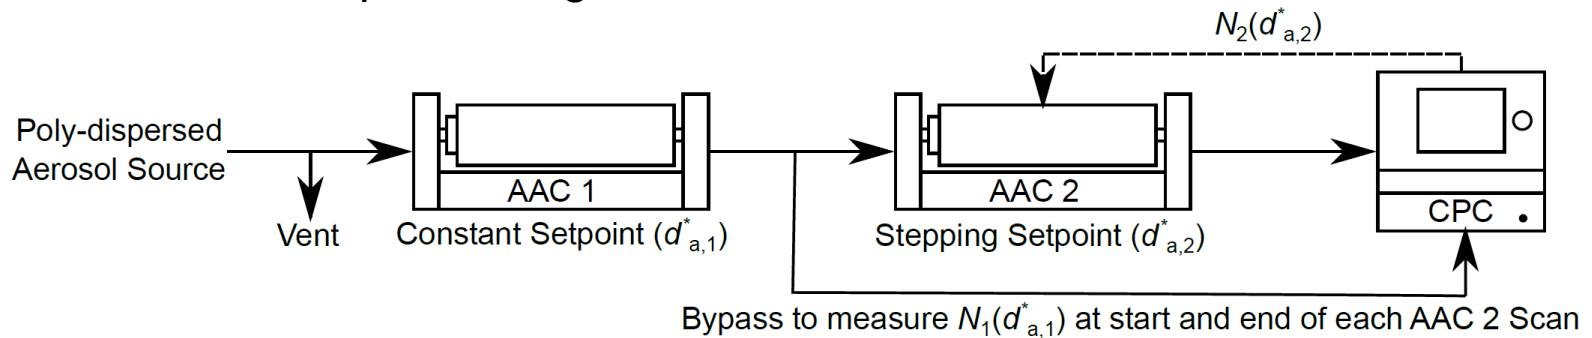 N₂(d*a,2)
Poly-dispersed
Aerosol Source
AAC 1
AAC 2
CPC
Vent
Constant Setpoint (d*a,1)
Stepping Setpoint (d*a,2)
Bypass to measure N₁(d*a,1) at start and end of each AAC 2 Scan